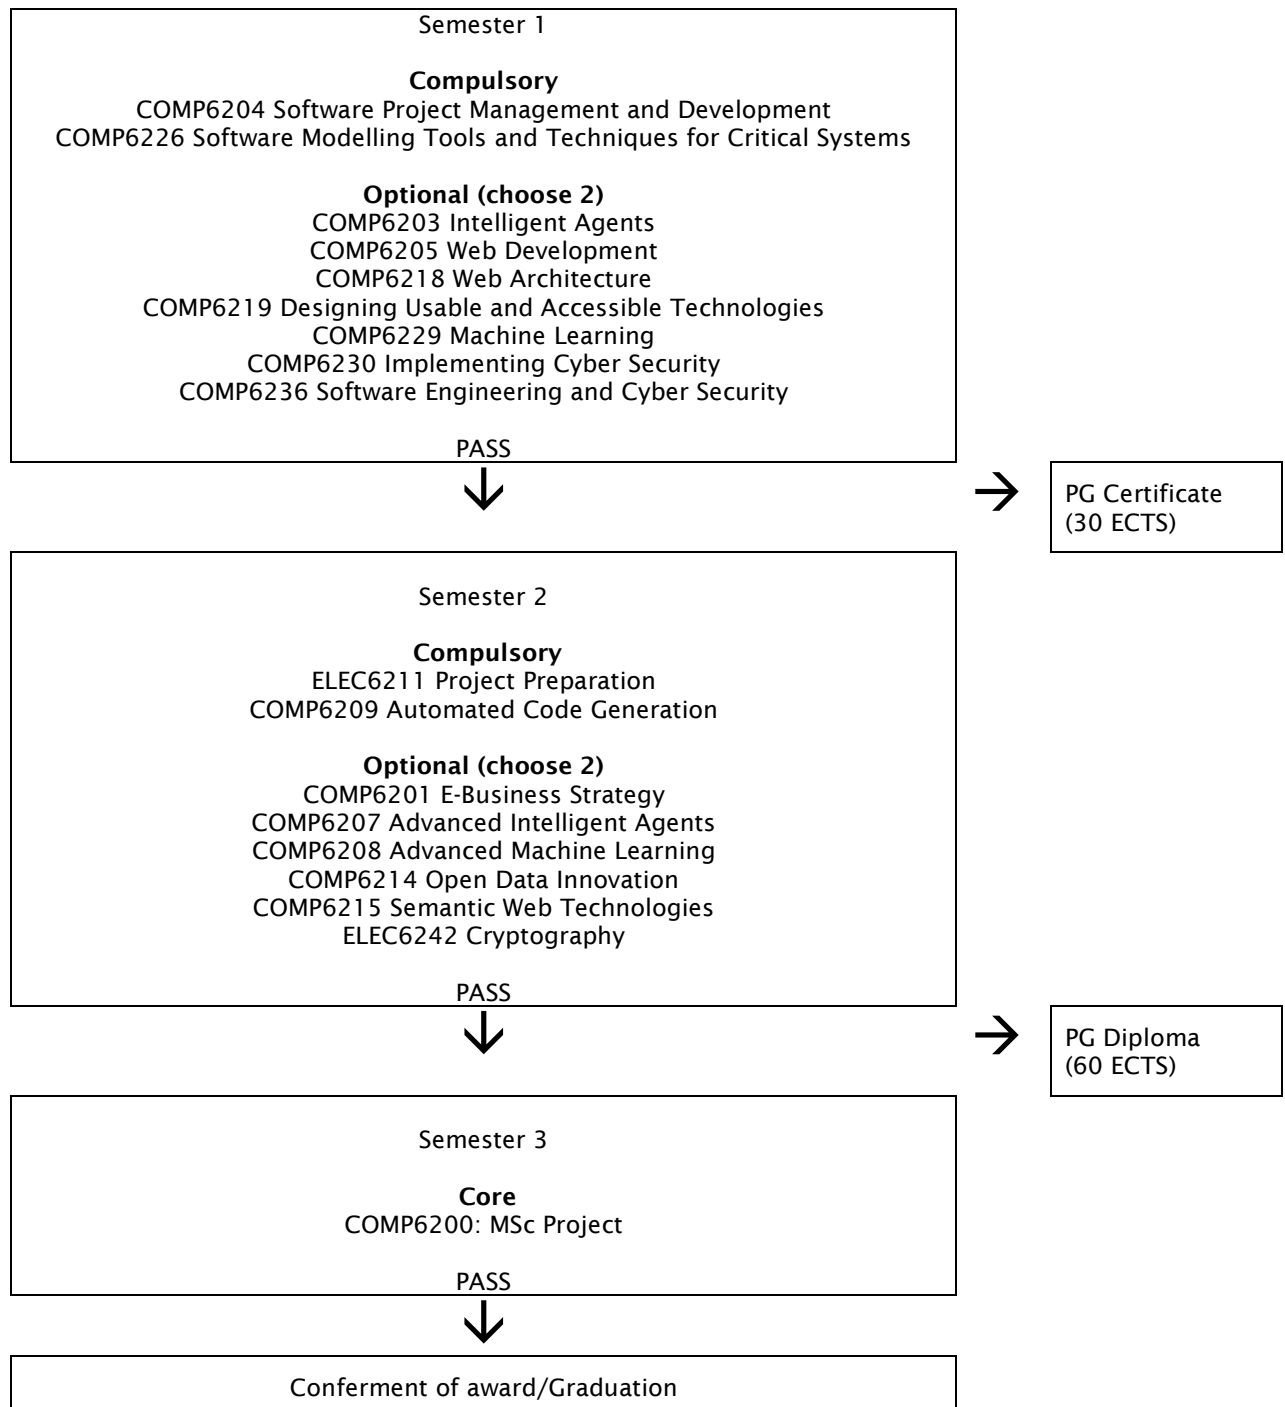 Semester 1
Compulsory
COMP6204 Software Project Management and Development
COMP6226 Software Modelling Tools and Techniques for Critical Systems
Optional (choose 2)
COMP6203 Intelligent Agents
COMP6205 Web Development
COMP6218 Web Architecture
COMP6219 Designing Usable and Accessible Technologies
COMP6229 Machine Learning
COMP6230 Implementing Cyber Security
COMP6236 Software Engineering and Cyber Security
PASS
PG Certificate
(30 ECTS)
Semester 2
Compulsory
ELEC6211 Project Preparation
COMP6209 Automated Code Generation
Optional (choose 2)
COMP6201 E-Business Strategy
COMP6207 Advanced Intelligent Agents
COMP6208 Advanced Machine Learning
COMP6214 Open Data Innovation
COMP6215 Semantic Web Technologies
ELEC6242 Cryptography
PASS
PG Diploma
(60 ECTS)
Semester 3
Core
COMP6200: MSc Project
PASS
Conferment of award/Graduation